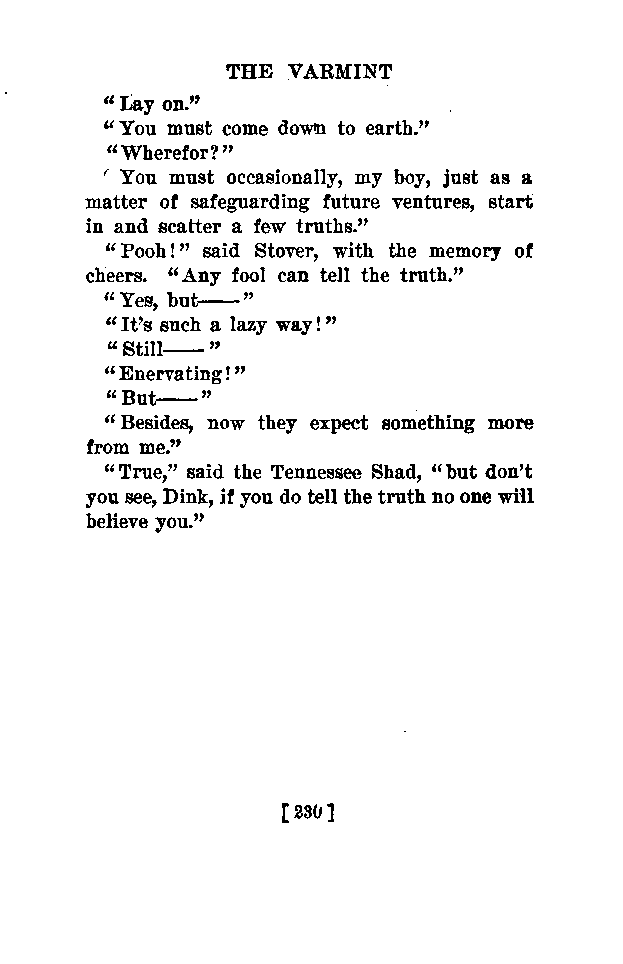 THE VARMINT
"Lay on."
"You must come down to earth."
"Wherefor?"
' You must occasionally, my boy, just as a
matter of safeguarding future ventures, start
in and scatter a few truths."
"Pooh!" said Stover, with the memory of
cheers. "Any fool can tell the truth."
"Yes, but——"
"It's such a lazy way!"
"Still——"
"Enervating!"
"But——"
"Besides, now they expect something more
from me."
"True," said the Tennessee Shad, "but don't
you see, Dink, if you do tell the truth no one will
believe you."
[230]